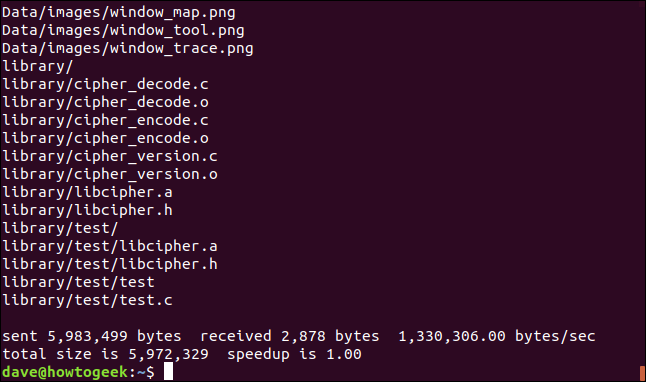 Data/images/window_map.png
Data/images/window_tool.png
Data/images/window_trace.png
library/
library/cipher_decode.c
library/cipher_decode.o
library/cipher_encode.c
library/cipher_encode.o
library/cipher_version.c
library/cipher_version.o
library/libcipher.a
library/libcipher.h
library/test/
library/test/libcipher.a
library/test/libcipher.h
library/test/test
library/test/test.c
sent 5,983,499 bytes  received 2,878 bytes  1,330,306.00 bytes/sec
total size is 5,972,329  speedup is 1.00
dave@howtogeek:~$